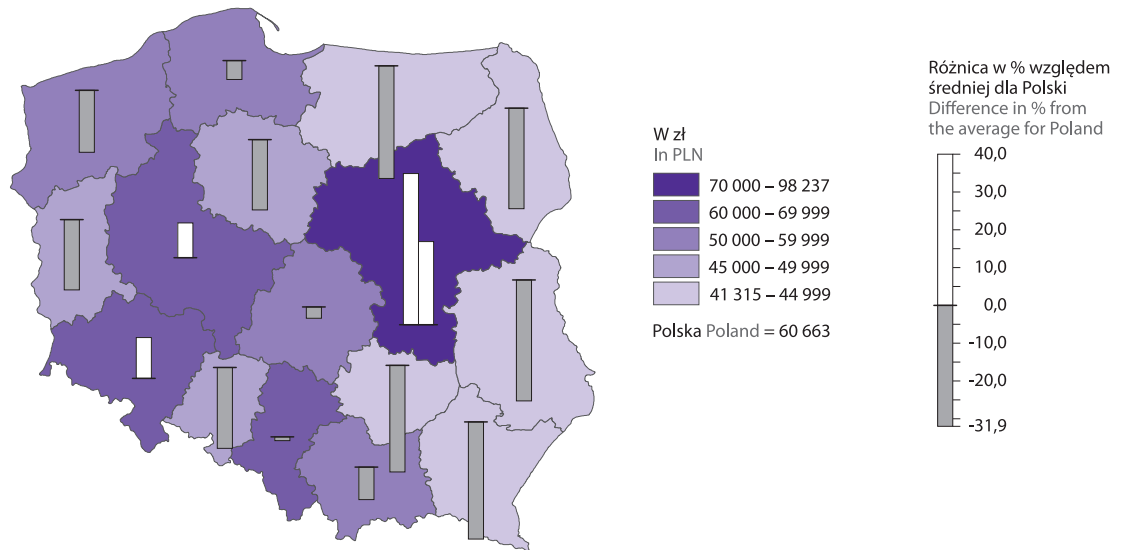 W zł
In PLN
70 000 – 98 237
60 000 – 69 999
50 000 – 59 999
45 000 – 49 999
41 315 – 44 999
Polska Poland = 60 663
Różnica w % względem
średniej dla Polski
Difference in % from
the average for Poland
40,0
30,0
20,0
10,0
0,0
-10,0
-20,0
-31,9